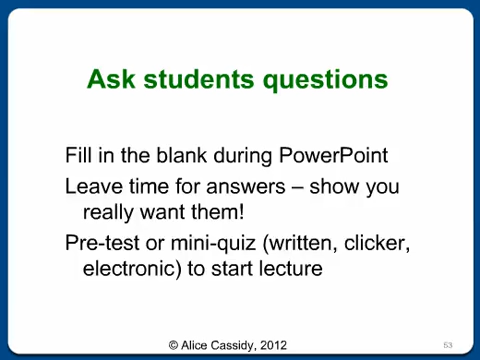 Ask students questions
Fill in the blank during PowerPoint
Leave time for answers – show you
really want them!
Pre-test or mini-quiz (written, clicker,
electronic) to start lecture
© Alice Cassidy, 2012
53